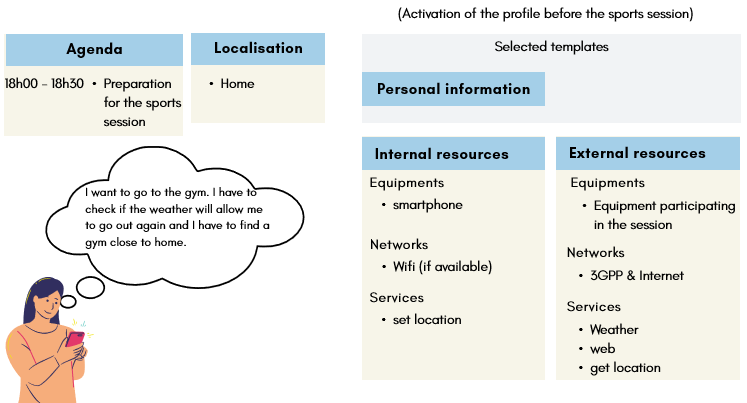 (Activation of the profile before the sports session)
Agenda
18h00 – 18h30 • Preparation
for the sports
session
Localisation
• Home
I want to go to the gym. I have to
check if the weather will allow me
to go out again and I have to find a
gym close to home.
Selected templates
Personal information
Internal resources
Equipments
• smartphone
Networks
• Wifi (if available)
Services
• set location
External resources
Equipments
• Equipment participating
in the session
Networks
• 3GPP & Internet
Services
• Weather
• web
• get location